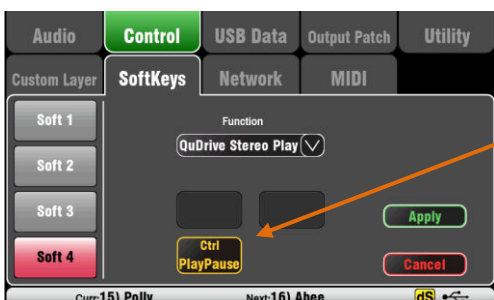 Audio Control USB Data Output Patch Utility
Custom Layer SoftKeys Network MIDI
Soft 1
Function
QuDrive Stereo Play
Soft 2
Soft 3
Apply
Soft 4
Ctrl
PlayPause
Cancel
Curr:15) Polly Next:16) Abee dS